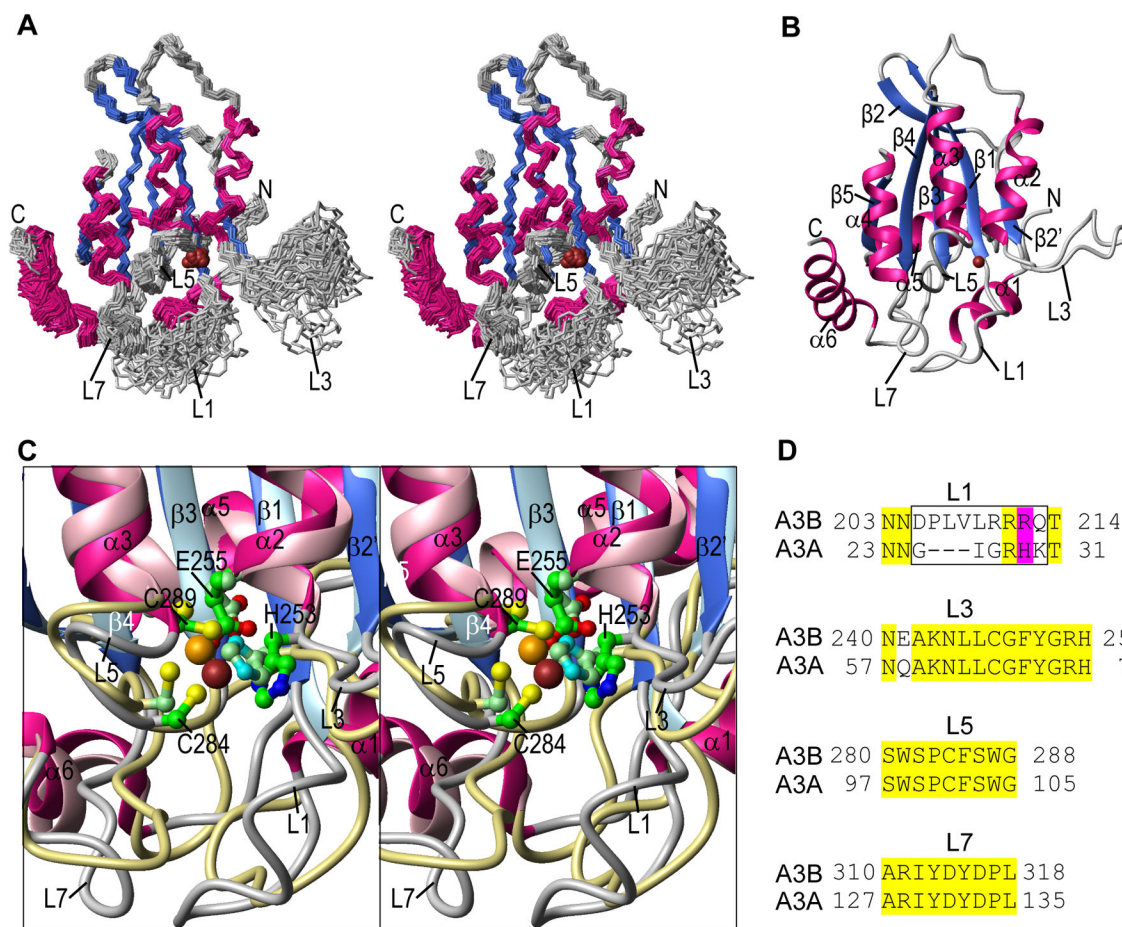 A
B
N
C
L5
L7
L1
L3
N
C
L5
L7
L1
L3
β2
β4
α3
β1
α2
β5
α4
β3
N
C
β2'
α5
L5
α1
L3
α6
L7
L1
C
D
β3
α5
β1
α3
α2
β2'
E255
C289
H253
β4
L5
L3
C284
α1
α6
L1
L7
β3
α5
β1
α3
α2
β2'
E255
C289
H253
β4
L5
L3
C284
α1
α6
L1
L7
L1
A3B 203 NNDPLVLRRRQT 214
A3A 23 NNG---IGRHKT 31
L3
A3B 240 NEAKNLLCGFYGRH
A3A 57 NQAKNLLCGFYGRH
L5
A3B 280 SWSPCFSWG 288
A3A 97 SWSPCFSWG 105
L7
A3B 310 ARIYDYDPL 318
A3A 127 ARIYDYDPL 135